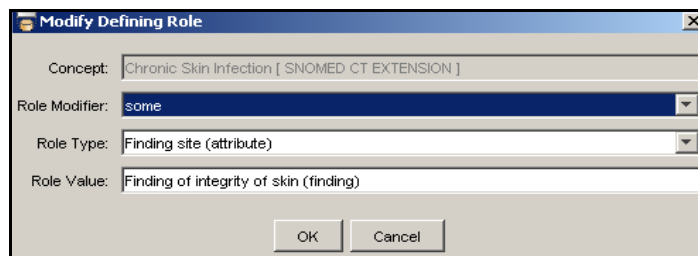 Modify Defining Role
Concept: Chronic Skin Infection [ SNOMED CT EXTENSION ]
Role Modifier: some
Role Type: Finding site (attribute)
Role Value: Finding of integrity of skin (finding)
OK Cancel